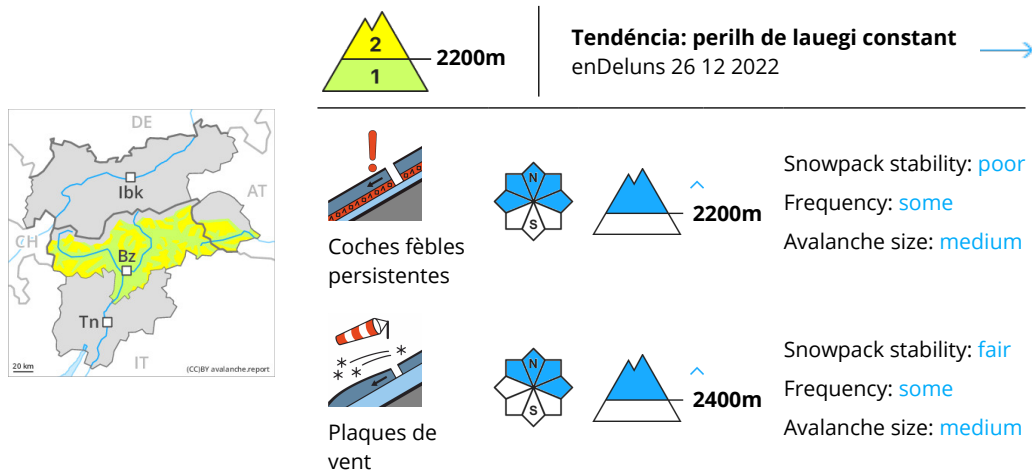 2
1
2200m
Tendéncia: perilh de lauegi constant
enDeluns 26 12 2022
DE
Ibk
AT
CH
Bz
Tn
IT
20 km
(CC)BY avalanche.report
N
S
2200m
Snowpack stability: poor
Frequency: some
Avalanche size: medium
Coches fèbles
persistentes
N
S
2400m
Snowpack stability: fair
Frequency: some
Avalanche size: medium
Plaques de
vent